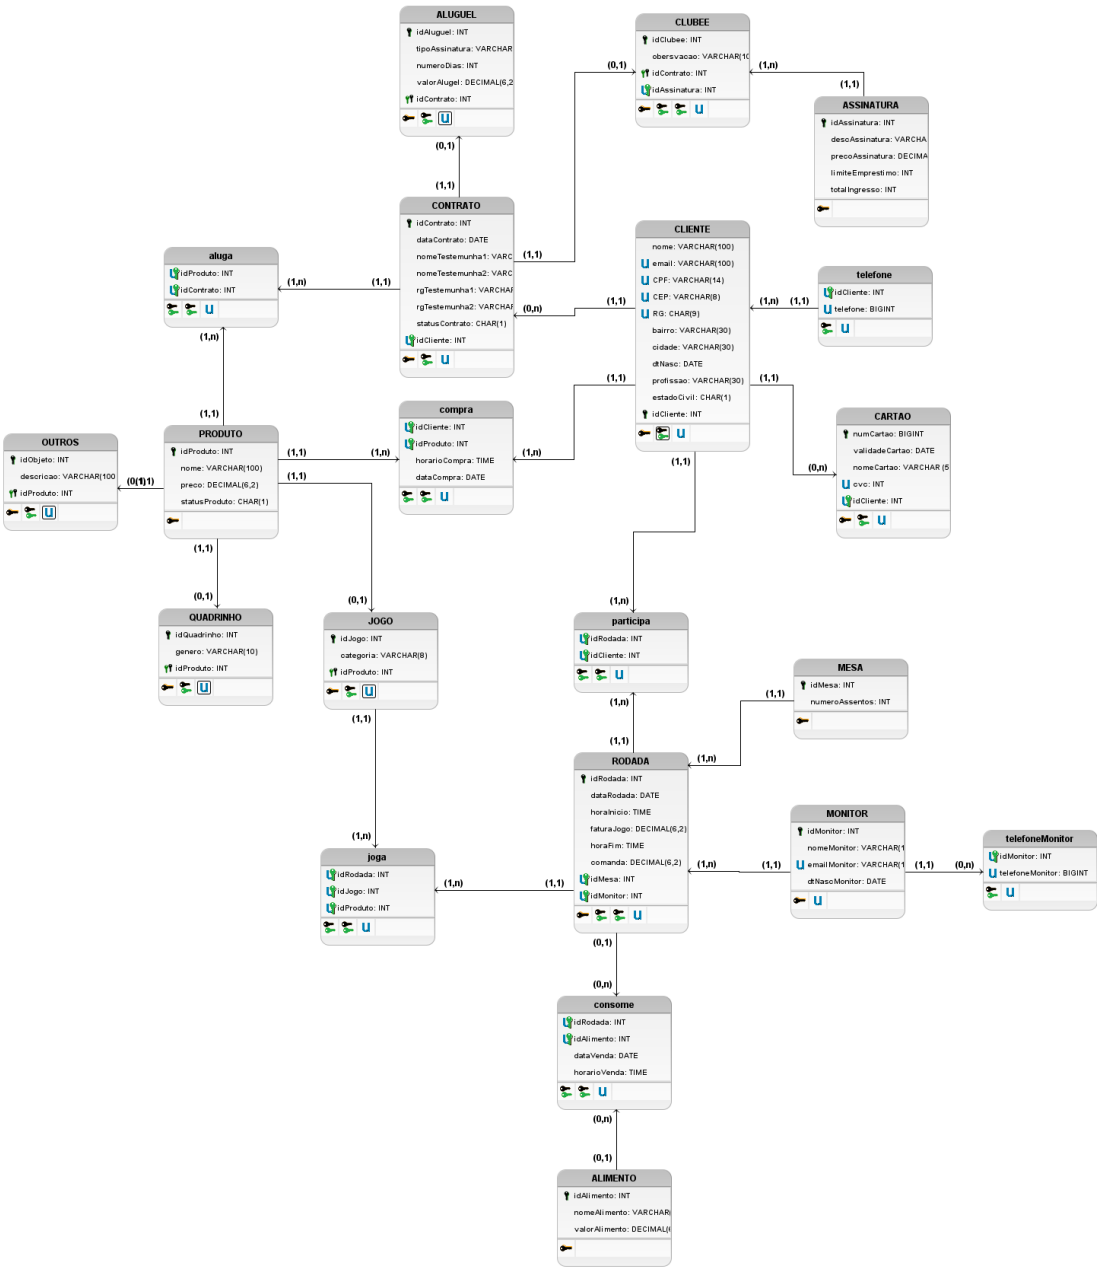 ALUGUEL
idAluguel: INT
tipoAssinatura: VARCHAR
numeroDias: INT
valorAlugel: DECIMAL(6,2
idContrato: INT
(0,1)
(1,1)
CLUBEE
idClubee: INT
obersvacao: VARCHAR(10
idContrato: INT
idAssinatura: INT
(0,1)
(1,n)
(1,1)
ASSINATURA
idAssinatura: INT
descAssinatura: VARCHA
precoAssinatura: DECIMA
limiteEmprestimo: INT
totalIngresso: INT
CONTRATO
idContrato: INT
dataContrato: DATE
nomeTestemunha1: VARC
nomeTestemunha2: VARC
rgTestemunha1: VARCHAF
rgTestemunha2: VARCHAF
statusContrato: CHAR(1)
idCliente: INT
(1,1)
(0,n)
(1,1)
(1,n)
aluga
idProduto: INT
idContrato: INT
(1,n)
(1,1)
CLIENTE
nome: VARCHAR(100)
email: VARCHAR(100)
CPF: VARCHAR(14)
CEP: VARCHAR(8)
RG: CHAR(9)
bairro: VARCHAR(30)
cidade: VARCHAR(30)
dtNasc: DATE
profissao: VARCHAR(30)
estadoCivil: CHAR(1)
idCliente: INT
(1,1)
(1,1)
(1,n)
(1,1)
(1,1)
(1,1)
telefone
idCliente: INT
telefone: BIGINT
CARTAO
numCartao: BIGINT
validadeCartao: DATE
nomeCartao: VARCHAR (5
cvc: INT
idCliente: INT
(0,n)
compra
idCliente: INT
idProduto: INT
horarioCompra: TIME
dataCompra: DATE
(1,n)
(1,n)
PRODUTO
idProduto: INT
nome: VARCHAR(100)
preco: DECIMAL(6,2)
statusProduto: CHAR(1)
(1,1)
(1,1)
(1,1)
OUTROS
idObjeto: INT
descricao: VARCHAR(100
idProduto: INT
(0,1)
QUADRINHO
idQuadrinho: INT
genero: VARCHAR(10)
idProduto: INT
(0,1)
JOGO
idJogo: INT
categoria: VARCHAR(8)
idProduto: INT
(1,1)
(1,n)
participa
idRodada: INT
idCliente: INT
(1,n)
(1,1)
MESA
idMesa: INT
numeroAssentos: INT
(1,1)
(1,n)
RODADA
idRodada: INT
dataRodada: DATE
horaInicio: TIME
faturaJogo: DECIMAL(6,2)
horaFim: TIME
comanda: DECIMAL(6,2)
idMesa: INT
idMonitor: INT
(1,n)
(1,1)
MONITOR
idMonitor: INT
nomeMonitor: VARCHAR(1
emailMonitor: VARCHAR(1
dtNascMonitor: DATE
(1,1)
(0,n)
telefoneMonitor
idMonitor: INT
telefoneMonitor: BIGINT
(1,n)
joga
idRodada: INT
idJogo: INT
idProduto: INT
(1,n)
(1,1)
(0,1)
(0,n)
consome
idRodada: INT
idAlimento: INT
dataVenda: DATE
horarioVenda: TIME
(0,n)
(0,1)
ALIMENTO
idAlimento: INT
nomeAlimento: VARCHAR(
valorAlimento: DECIMAL(